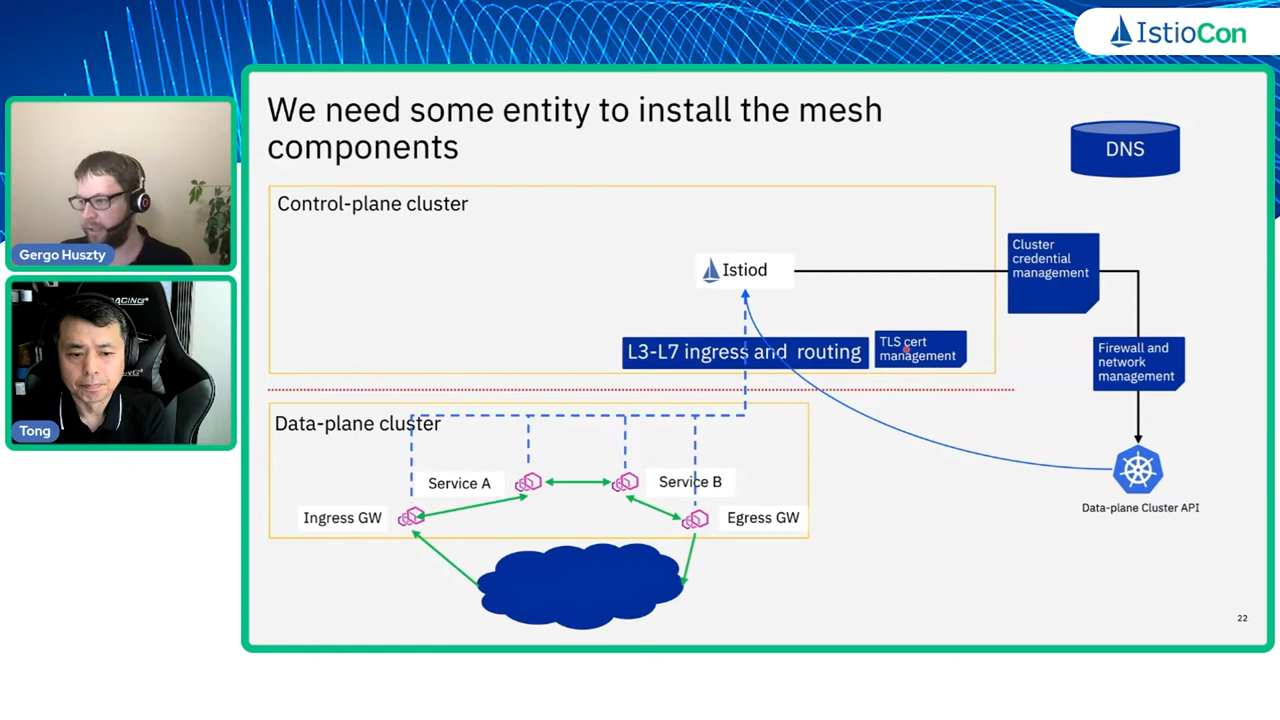 IstioCon
We need some entity to install the mesh
components
DNS
Control-plane cluster
Istiod
Cluster
credential
management
L3-L7 ingress and routing
TLS cert
management
Firewall and
network
management
Data-plane cluster
Service A
Service B
Ingress GW
Egress GW
Data-plane Cluster API
22
Gergo Huszty
Tong